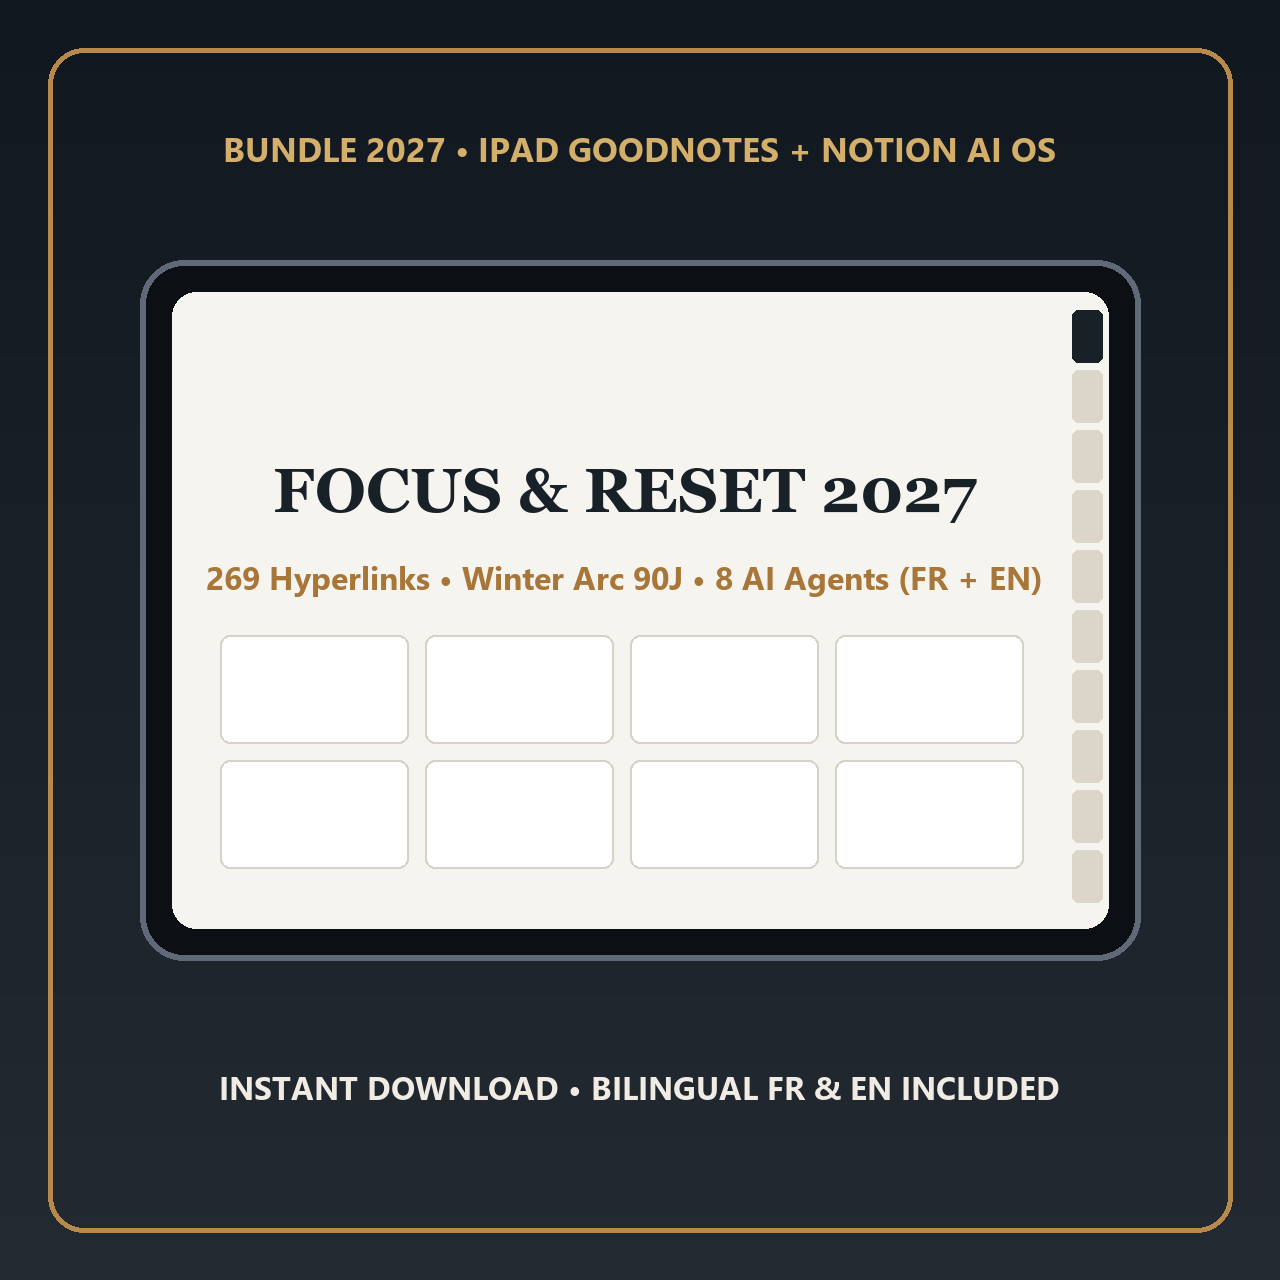 BUNDLE 2027 • IPAD GOODNOTES + NOTION AI OS
FOCUS & RESET 2027
269 Hyperlinks • Winter Arc 90J • 8 AI Agents (FR + EN)
INSTANT DOWNLOAD • BILINGUAL FR & EN INCLUDED